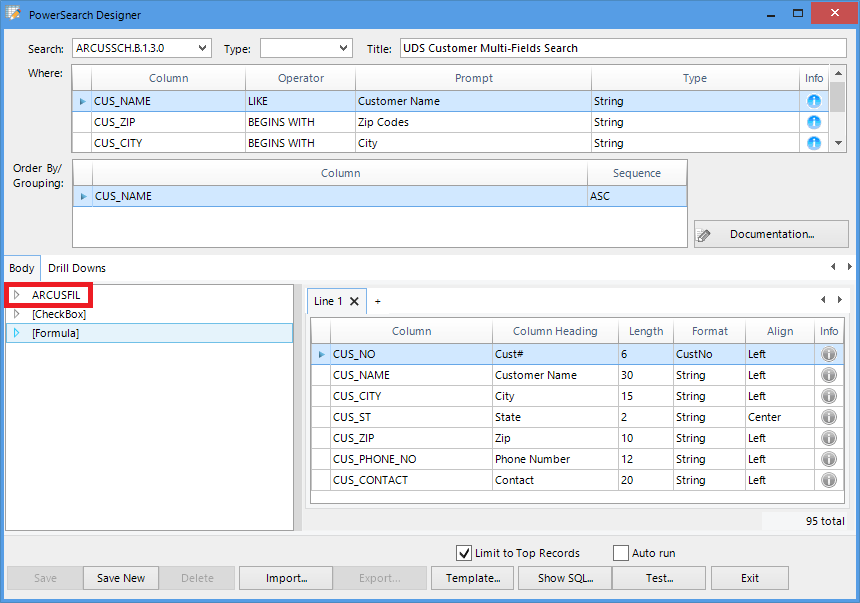 PowerSearch Designer
Search: ARCUSSCH.B.1.3.0 Type: Title: UDS Customer Multi-Fields Search
Where: Column Operator Prompt Type Info
CUS_NAME LIKE Customer Name String
CUS_ZIP BEGINS WITH Zip Codes String
CUS_CITY BEGINS WITH City String
Order By/
Grouping:
Column Sequence
CUS_NAME ASC
Documentation...
Body Drill Downs
ARCUSFIL
[CheckBox]
[Formula]
Line 1 +
Column Column Heading Length Format Align Info
CUS_NO Cust# 6 CustNo Left
CUS_NAME Customer Name 30 String Left
CUS_CITY City 15 String Left
CUS_ST State 2 String Center
CUS_ZIP Zip 10 String Left
CUS_PHONE_NO Phone Number 12 String Left
CUS_CONTACT Contact 20 String Left
95 total
Limit to Top Records Auto run
Save Save New Delete Import... Export... Template... Show SQL... Test... Exit